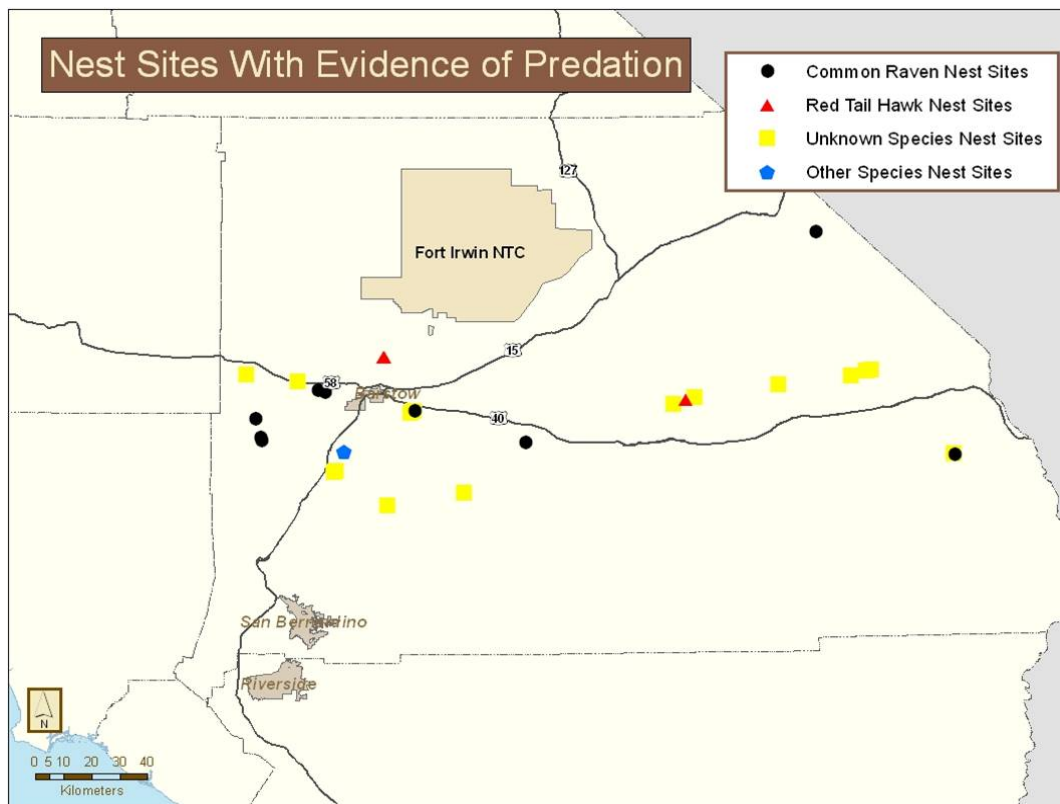 Nest Sites With Evidence of Predation
Common Raven Nest Sites
Red Tail Hawk Nest Sites
Unknown Species Nest Sites
Other Species Nest Sites
127
Fort Irwin NTC
15
58
Barstow
40
San Bernardino
Riverside
N
0 5 10 20 30 40
Kilometers